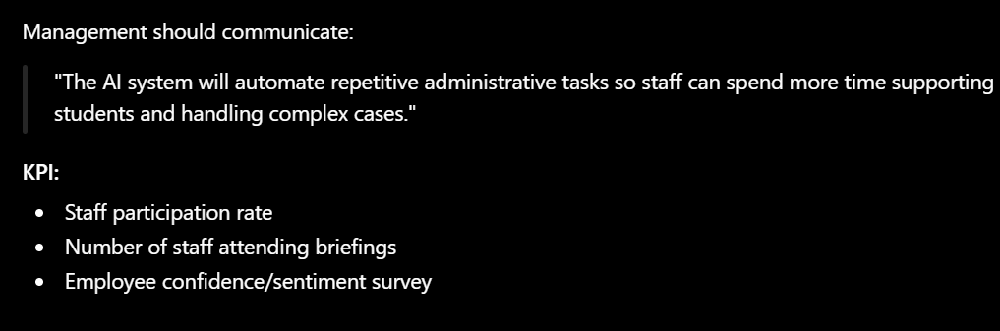 Management should communicate:
"The AI system will automate repetitive administrative tasks so staff can spend more time supporting
students and handling complex cases."
KPI:
• Staff participation rate
• Number of staff attending briefings
• Employee confidence/sentiment survey